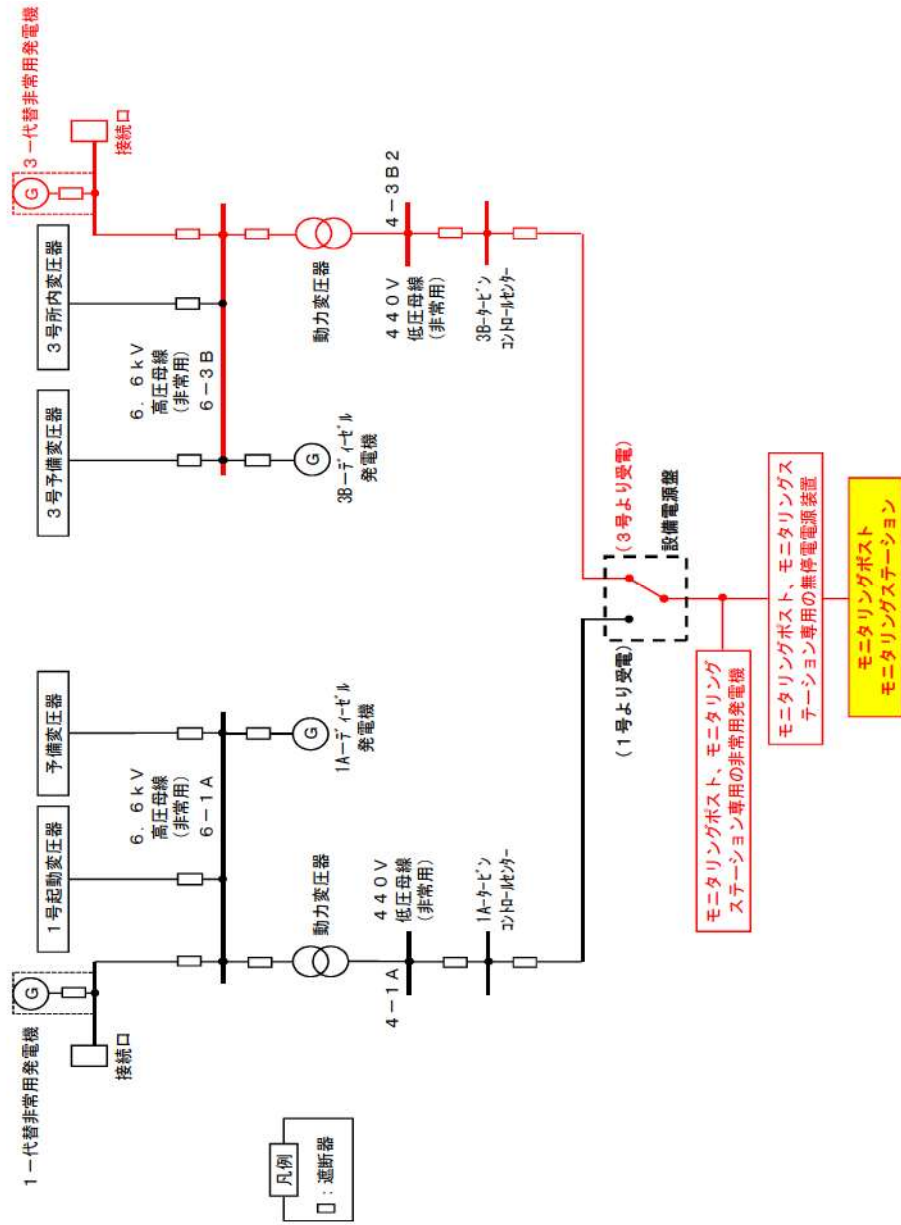 1－代替非常用発電機
G
接続口
1号起動変圧器
予備変圧器
6．6kV
高圧母線
(非常用)
6－1A
G
1A－ディーゼル
発電機
動力変圧器
4－1A
440V
低圧母線
(非常用)
1A－タービン
コントロールセンター
3号予備変圧器
3号所内変圧器
3－代替非常用発電機
G
接続口
6．6kV
高圧母線
(非常用)
6－3B
G
3B－ディーゼル
発電機
動力変圧器
440V
低圧母線
(非常用)
4－3B2
3B－タービン
コントロールセンター
(1号より受電)
(3号より受電)
設備電源盤
モニタリングポスト、モニタリング
ステーション専用の非常用発電機
モニタリングポスト、モニタリングス
テーション専用の無停電電源装置
モニタリングポスト
モニタリングステーション
凡例
：遮断器